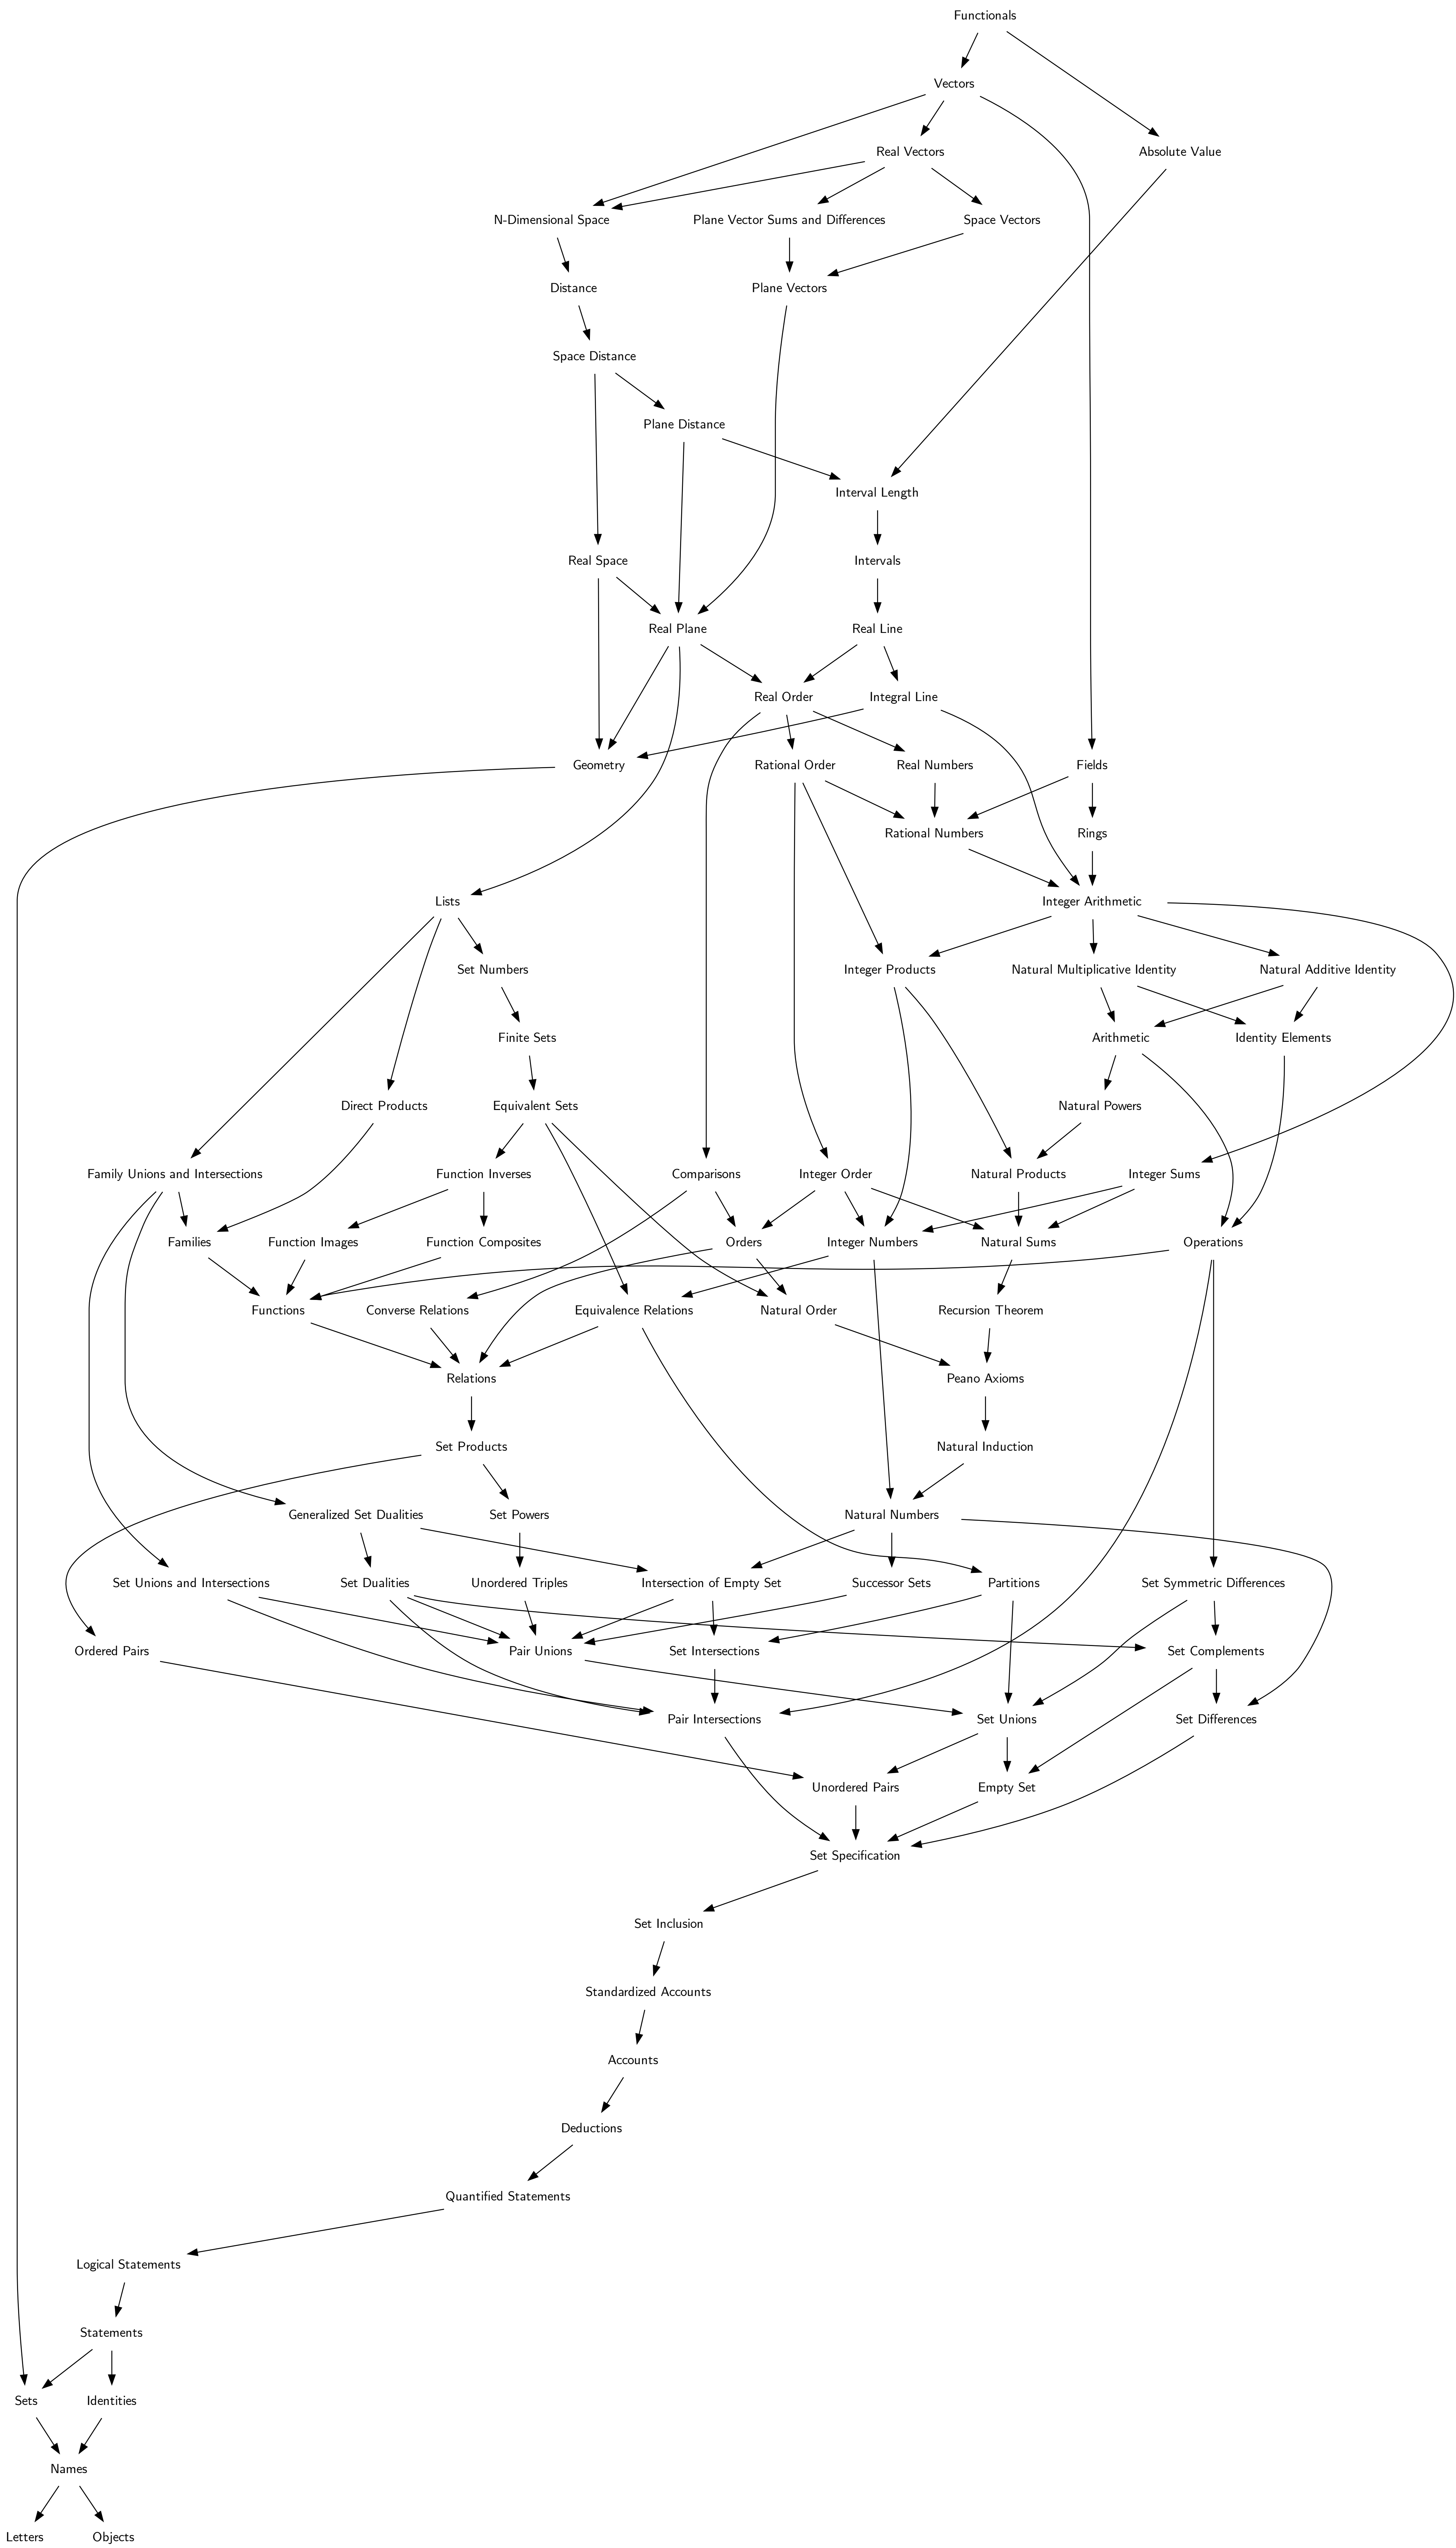 Functionals
Vectors
Real Vectors
Absolute Value
N-Dimensional Space
Plane Vector Sums and Differences
Space Vectors
Distance
Plane Vectors
Space Distance
Plane Distance
Interval Length
Real Space
Intervals
Real Plane
Real Line
Real Order
Integral Line
Geometry
Rational Order
Real Numbers
Fields
Rational Numbers
Rings
Lists
Integer Arithmetic
Set Numbers
Integer Products
Natural Multiplicative Identity
Natural Additive Identity
Finite Sets
Arithmetic
Identity Elements
Direct Products
Equivalent Sets
Natural Powers
Family Unions and Intersections
Function Inverses
Comparisons
Integer Order
Natural Products
Integer Sums
Families
Function Images
Function Composites
Orders
Integer Numbers
Natural Sums
Operations
Functions
Converse Relations
Equivalence Relations
Natural Order
Recursion Theorem
Relations
Peano Axioms
Set Products
Natural Induction
Generalized Set Dualities
Set Powers
Natural Numbers
Set Unions and Intersections
Set Dualities
Unordered Triples
Intersection of Empty Set
Successor Sets
Partitions
Set Symmetric Differences
Ordered Pairs
Pair Unions
Set Intersections
Set Complements
Pair Intersections
Set Unions
Set Differences
Unordered Pairs
Empty Set
Set Specification
Set Inclusion
Standardized Accounts
Accounts
Deductions
Quantified Statements
Logical Statements
Statements
Sets
Identities
Names
Letters
Objects